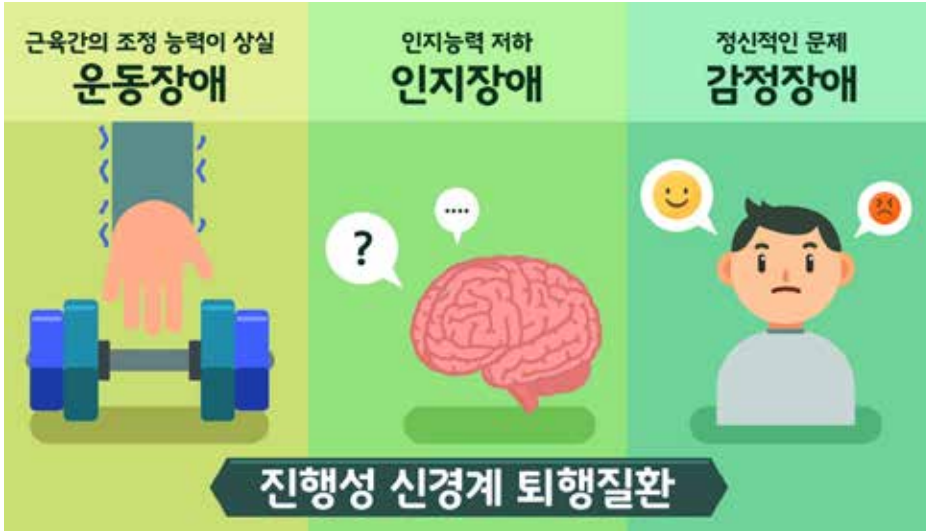 근육간의 조정 능력이 상실
운동장애
인지능력 저하
인지장애
정신적인 문제
감정장애
?
....
진행성 신경계 퇴행질환